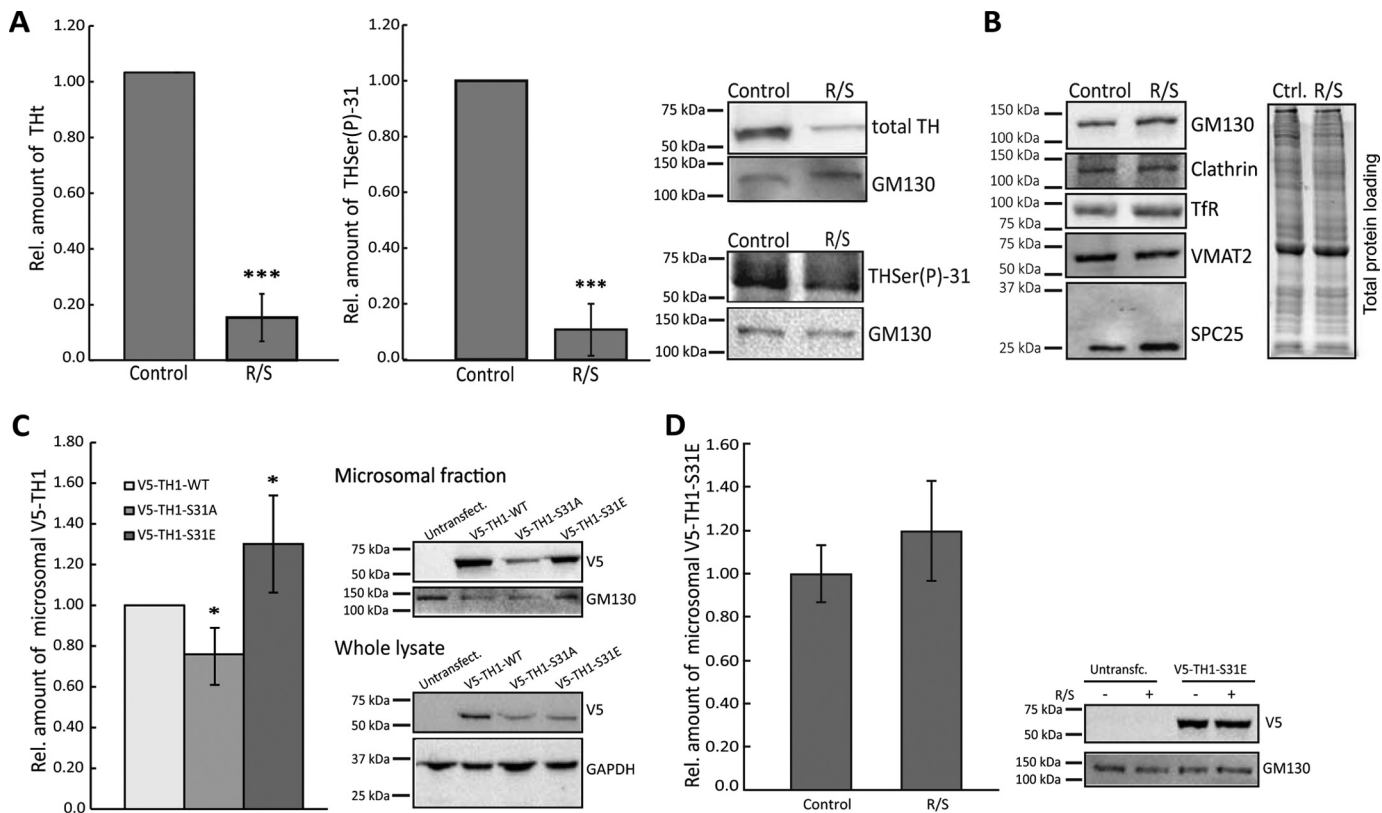 A
Rel. amount of THt
1.20
1.00
0.80
0.60
0.40
0.20
0.0
***
Control
R/S
Rel. amount of THSer(P)-31
1.20
1.00
0.80
0.60
0.40
0.20
0.0
***
Control
R/S
Control R/S
75 kDa
50 kDa
total TH
150 kDa
100 kDa
GM130
Control R/S
75 kDa
50 kDa
THSer(P)-31
150 kDa
100 kDa
GM130
B
Control R/S
150 kDa
100 kDa
GM130
150 kDa
100 kDa
Clathrin
100 kDa
75 kDa
TfR
75 kDa
50 kDa
VMAT2
37 kDa
25 kDa
SPC25
Ctrl. R/S
Total protein loading
C
Rel. amount of microsomal V5-TH1
1.80
1.60
1.40
1.20
1.00
0.80
0.60
0.40
0.20
0.0
V5-TH1-WT
V5-TH1-S31A
V5-TH1-S31E
*
*
Microsomal fraction
Untransfect.
V5-TH1-WT
V5-TH1-S31A
V5-TH1-S31E
75 kDa
50 kDa
V5
150 kDa
100 kDa
GM130
Whole lysate
Untransfect.
V5-TH1-WT
V5-TH1-S31A
V5-TH1-S31E
75 kDa
50 kDa
V5
37 kDa
25 kDa
GAPDH
D
Rel. amount of microsomal V5-TH1-S31E
1.60
1.40
1.20
1.00
0.80
0.60
0.40
0.20
0.0
Control
R/S
Untransfc. V5-TH1-S31E
R/S - + - +
75 kDa
50 kDa
V5
150 kDa
100 kDa
GM130